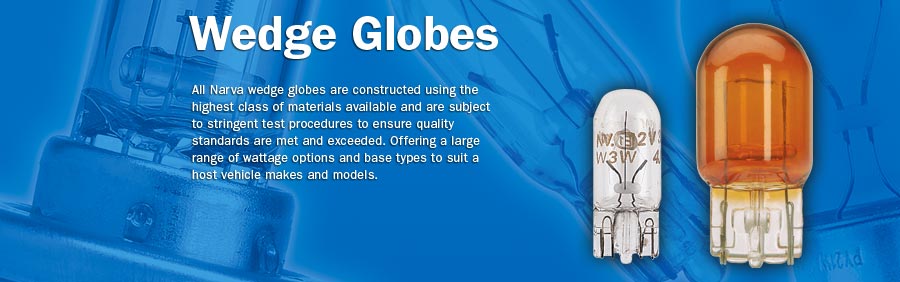 Wedge Globes
All Narva wedge globes are constructed using the
highest class of materials available and are subject
to stringent test procedures to ensure quality
standards are met and exceeded. Offering a large
range of wattage options and base types to suit a
host vehicle makes and models.
W3W